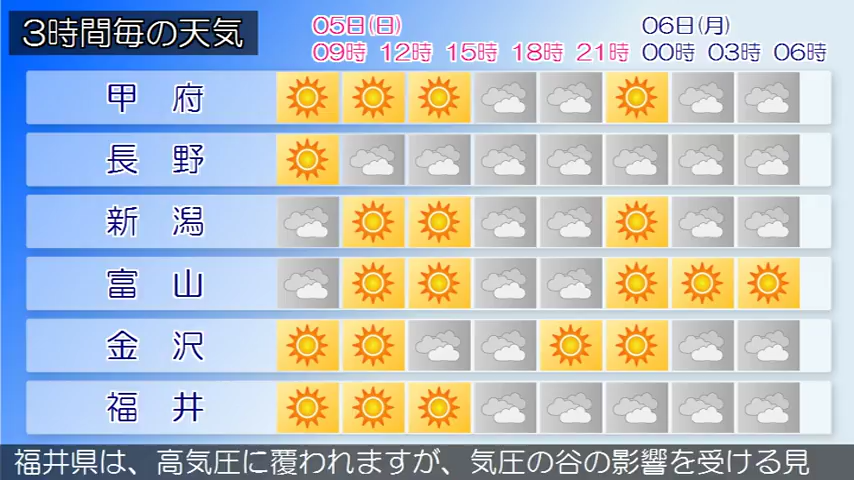 3時間毎の天気
05日(日) 06日(月)
09時 12時 15時 18時 21時 00時 03時 06時
甲府
長野
新潟
富山
金沢
福井
福井県は、高気圧に覆われますが、気圧の谷の影響を受ける見